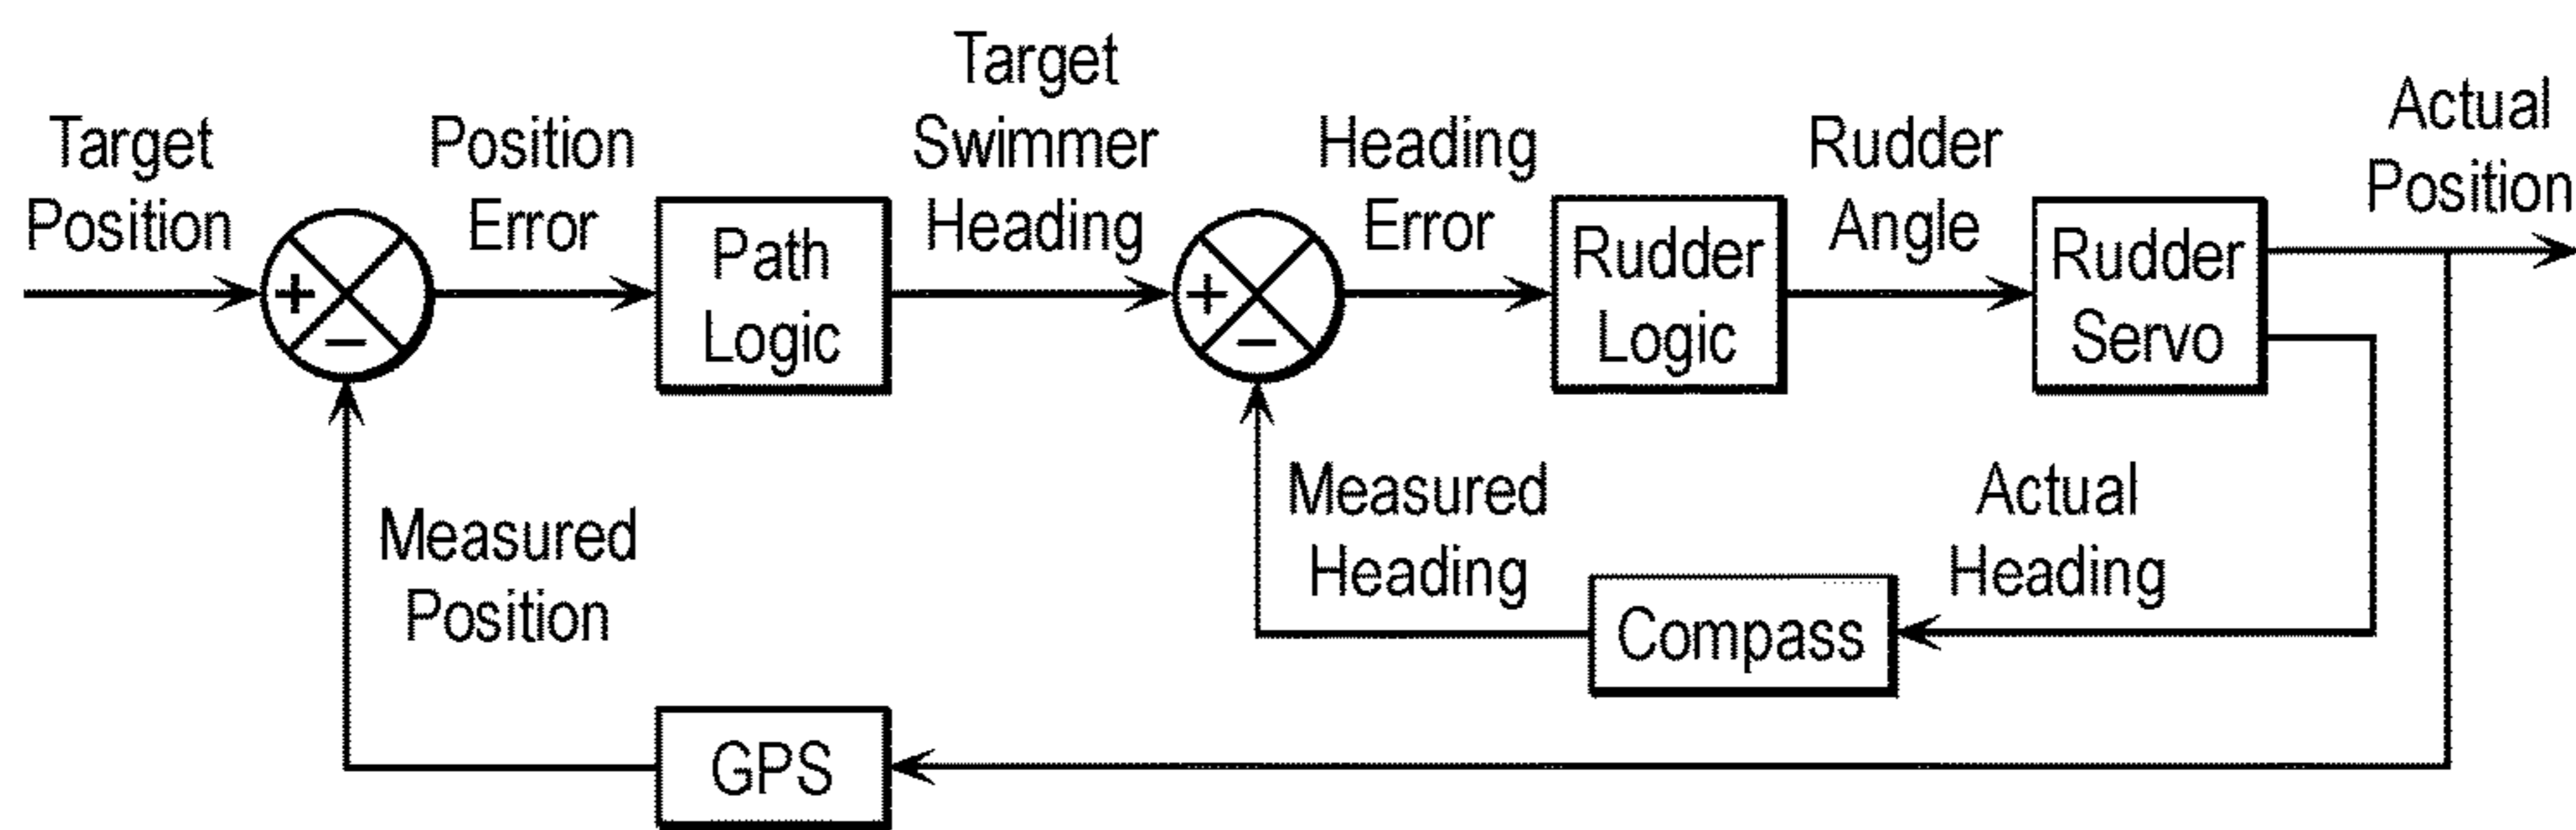 Target
Position
+
−
Position
Error
Path
Logic
Target
Swimmer
Heading
+
−
Heading
Error
Rudder
Logic
Rudder
Angle
Rudder
Servo
Actual
Position
Measured
Position
Measured
Heading
Compass
Actual
Heading
GPS